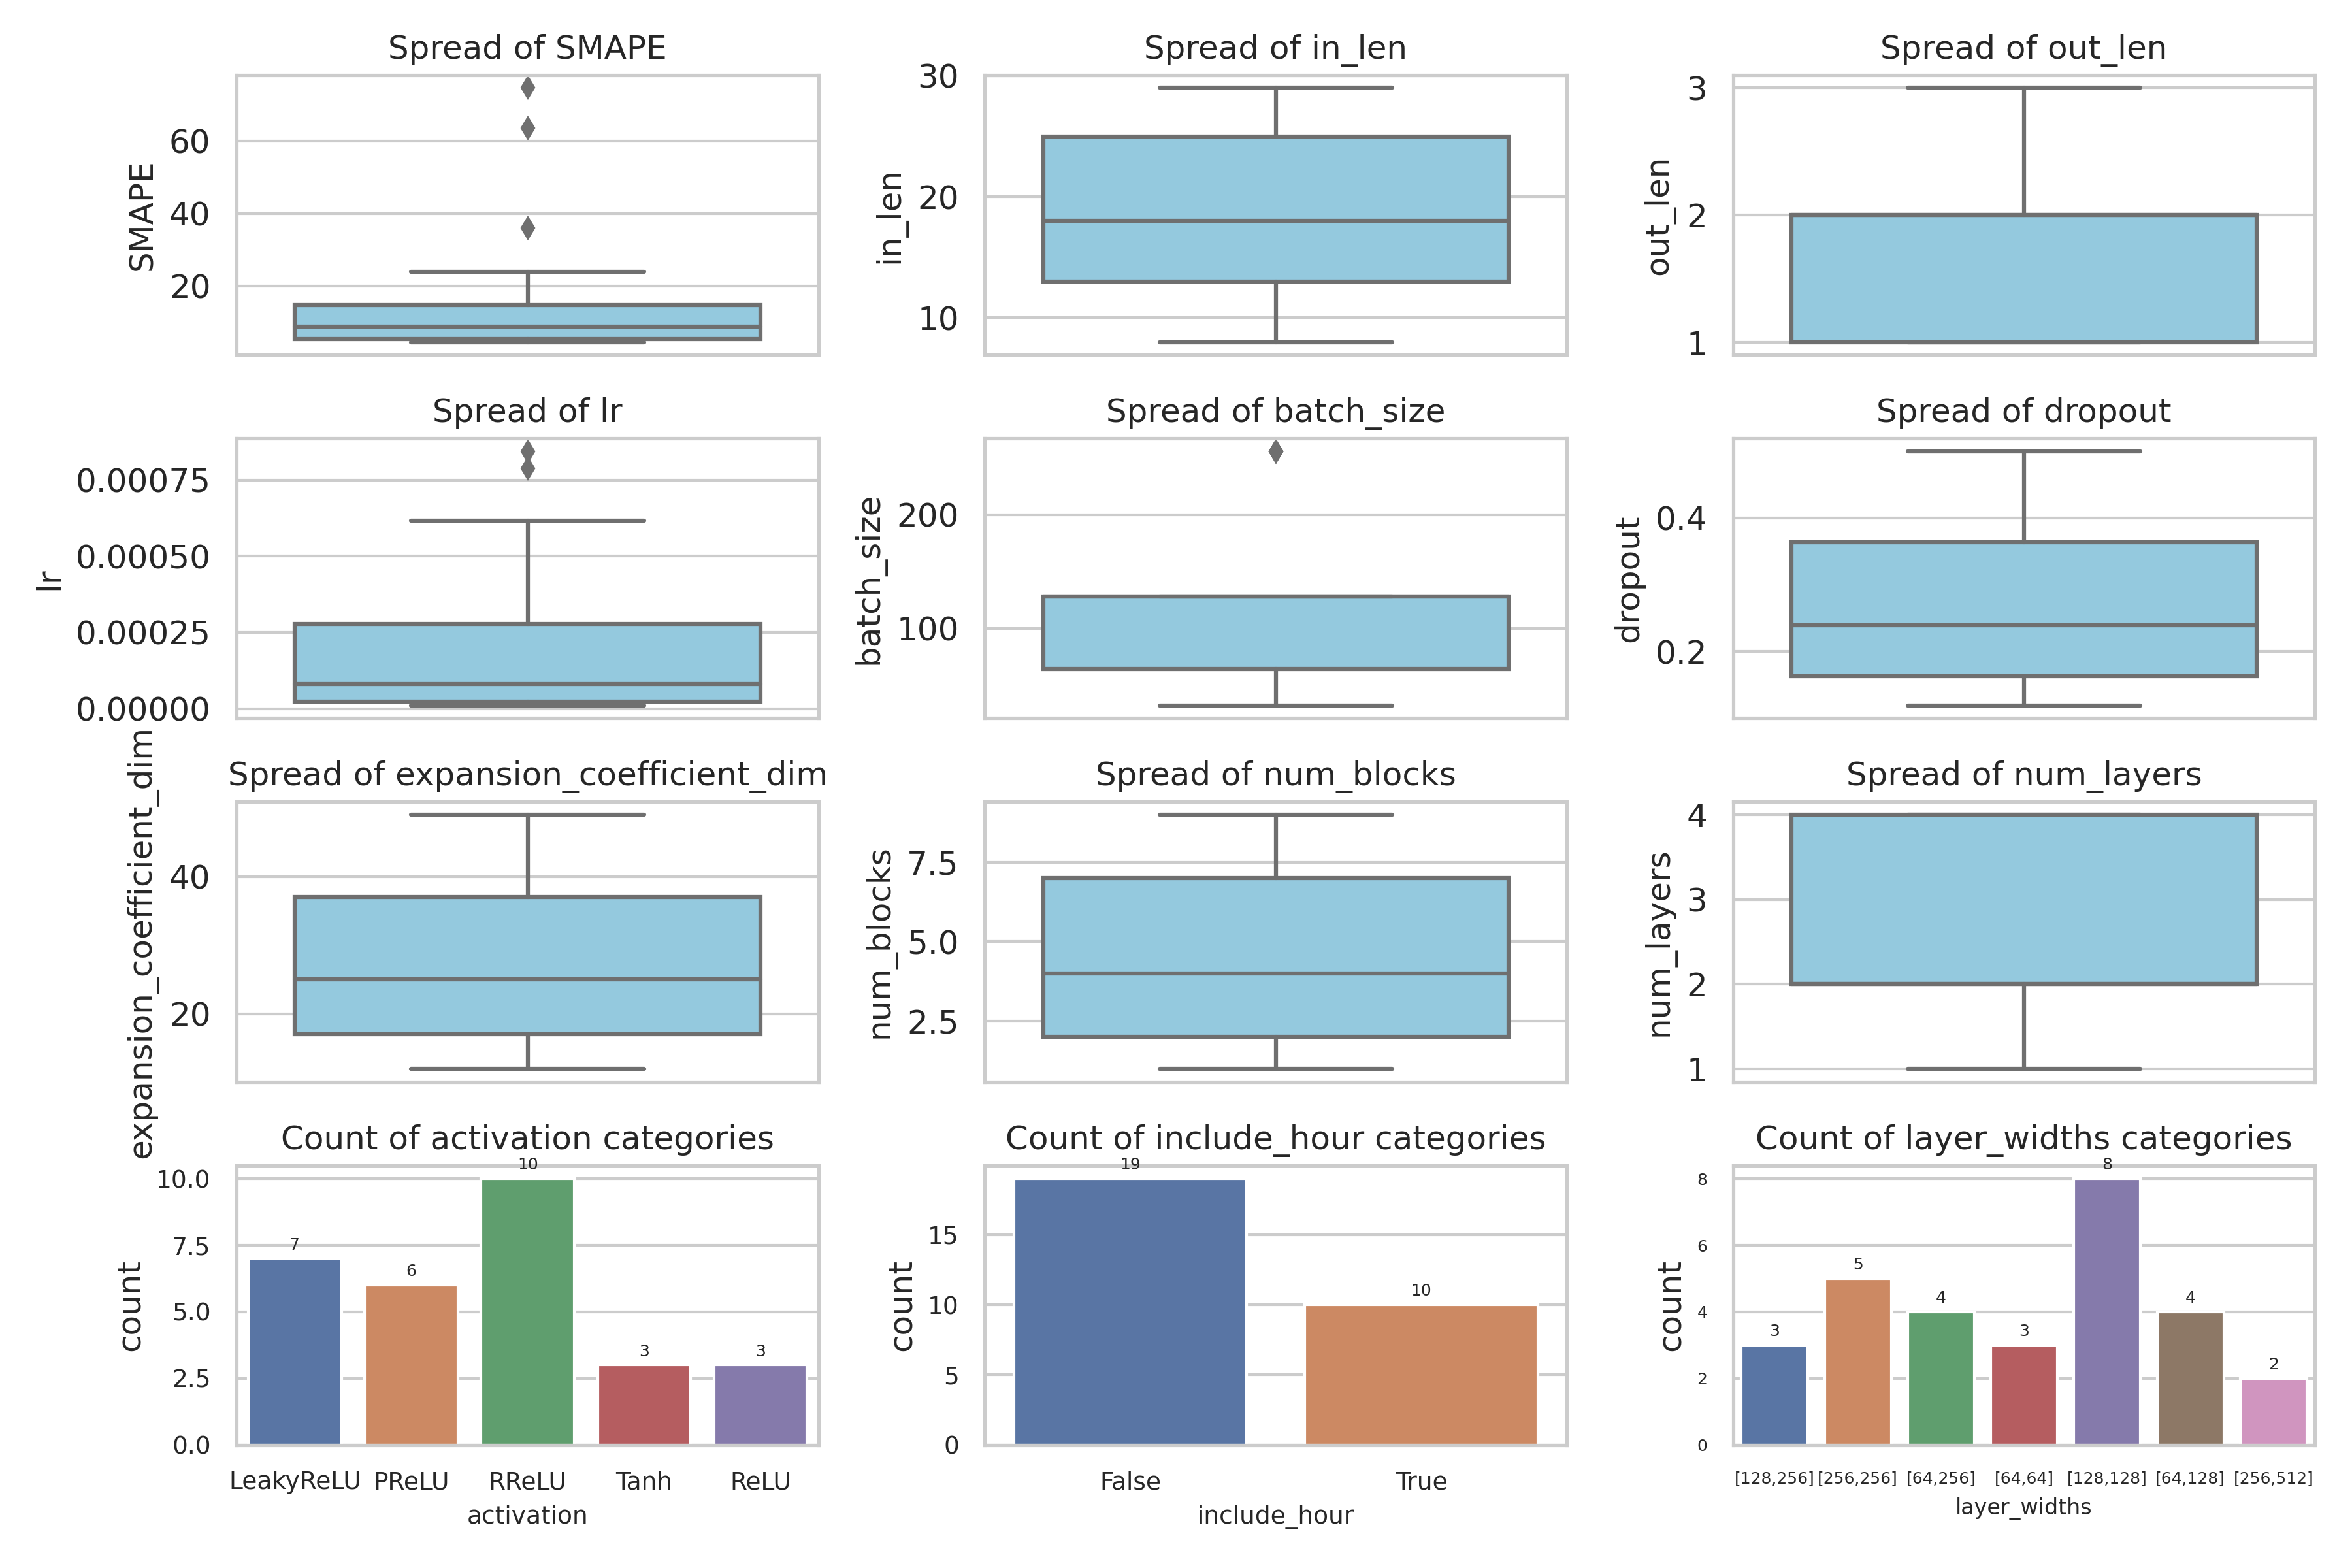 Spread of SMAPE
SMAPE
60
40
20
Spread of in_len
in_len
30
20
10
Spread of out_len
out_len
3
2
1
Spread of lr
lr
0.00075
0.00050
0.00025
0.00000
Spread of batch_size
batch_size
200
100
Spread of dropout
dropout
0.4
0.2
Spread of expansion_coefficient_dim
expansion_coefficient_dim
40
20
Spread of num_blocks
num_blocks
7.5
5.0
2.5
Spread of num_layers
num_layers
4
3
2
1
Count of activation categories
count
10.0
7.5
5.0
2.5
0.0
7
6
10
3
3
LeakyReLU PReLU RReLU Tanh ReLU
activation
Count of include_hour categories
count
15
10
5
0
19
10
False True
include_hour
Count of layer_widths categories
count
8
6
4
2
0
3
5
4
3
8
4
2
[128,256] [256,256] [64,256] [64,64] [128,128] [64,128] [256,512]
layer_widths